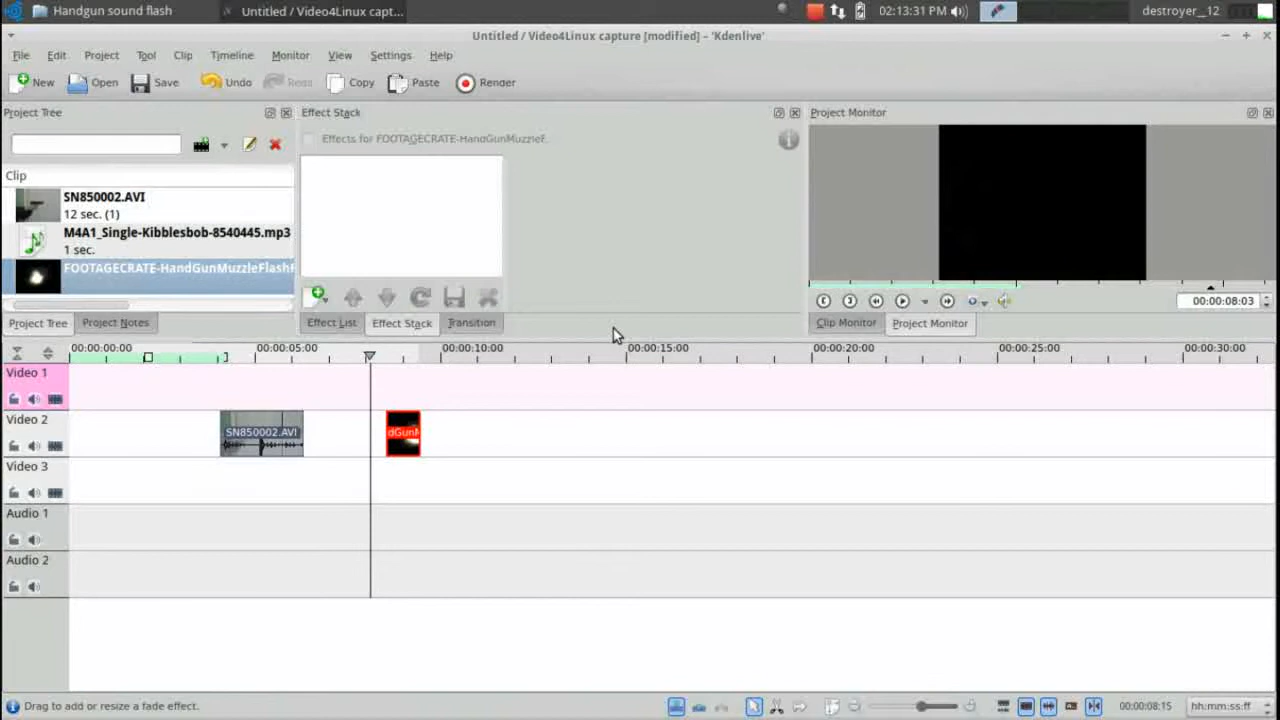 Handgun sound flash
Untitled / Video4Linux capt...
02:13:31 PM
destroyer_12
Untitled / Video4Linux capture [modified] – 'Kdenlive'
File Edit Project Tool Clip Timeline Monitor View Settings Help
New Open Save Undo Redo Copy Paste Render
Project Tree
Effect Stack
Project Monitor
Effects for FOOTAGECRATE-HandGunMuzzleF.
Clip
SN850002.AVI
12 sec. (1)
M4A1_Single-Kibblesbob-8540445.mp3
1 sec.
FOOTAGECRATE-HandGunMuzzleFlashF
00:00:08:03
Project Tree Project Notes
Effect List Effect Stack Transition
Clip Monitor Project Monitor
00:00:00:00 00:00:05:00 00:00:10:00 00:00:15:00 00:00:20:00 00:00:25:00 00:00:30:00
Video 1
Video 2
SN850002.AVI
dGunM
Video 3
Audio 1
Audio 2
Drag to add or resize a fade effect.
00:00:08:15
hh:mm:ss:ff